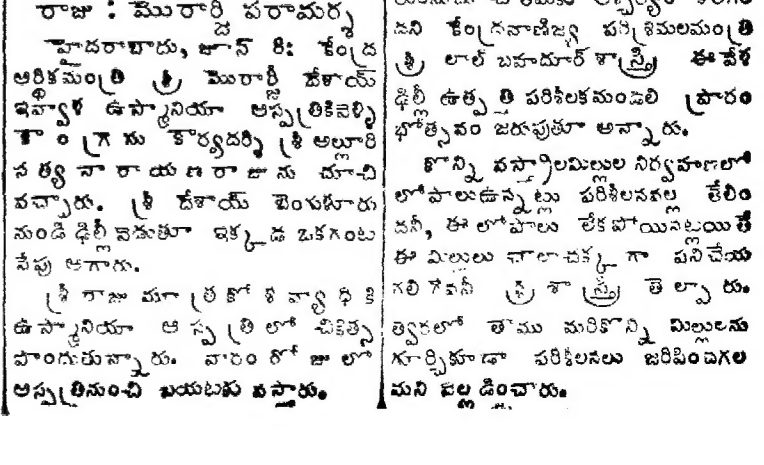 రాజు : మొరార్జీ పరామర్శ
హైదరాబాదు, జూన్ 8: కేంద్ర
ఆర్థికమంత్రి శ్రీ మొరార్జీ దేశాయ్
ఇవ్వాళ ఉస్మానియా ఆస్పత్రికివెళ్ళి
కాంగ్రెసు కార్యదర్శి శ్రీ అల్లూరి
సత్యనారాయణరాజును చూచి
వచ్చారు. శ్రీ దేశాయ్ బెంగుళూరు
నుండి ఢిల్లీ వెడుతూ ఇక్కడ ఒకగంట
సేపు ఆగారు.
శ్రీ రాజు మూత్రకోశ వ్యాధికి
ఉస్మానియా ఆస్పత్రిలో చికిత్స
పొందుతున్నారు. వారం రోజులలో
ఆస్పత్రినుంచి బయటకు వస్తారు.
దని కేంద్రవాణిజ్య పరిశ్రమలమంత్రి
శ్రీ లాల్ బహదూర్ శాస్త్రి ఈవేళ
ఢిల్లీ ఉత్పత్తి పరిశీలకమండలి ప్రారం
భోత్సవం జరుపుతూ అన్నారు.
కొన్ని వస్త్రాలమిల్లుల నిర్వహణలో
లోపాలుఉన్నట్లు పరిశీలనవల్ల తేలిం
దనీ, ఈ లోపాలు లేకపోయినట్లయితే
ఈ మిల్లులు చాలాచక్కగా పనిచేయ
గలిగేవనీ శ్రీ శాస్త్రి తెల్పారు.
త్వరలో తాము మరికొన్ని మిల్లులను
గూర్చికూడా పరిశీలనలు జరిపించగల
మని వెల్లడించారు.